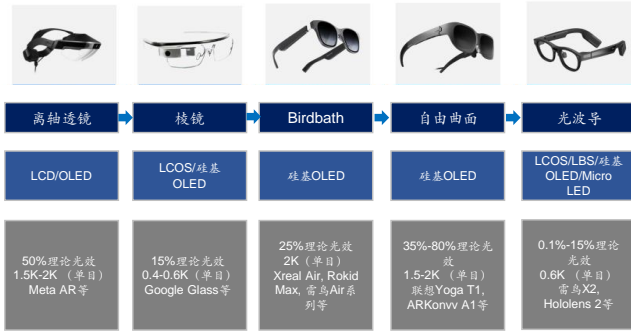 离轴透镜
棱镜
Birdbath
自由曲面
光波导
LCD/OLED
LCOS/硅基
OLED
硅基OLED
硅基OLED
LCOS/LBS/硅基
OLED/Micro
LED
50%理论光效
1.5K-2K （单目）
Meta AR等
15%理论光效
0.4-0.6K （单目）
Google Glass等
25%理论光效
2K （单目）
Xreal Air, Rokid
Max, 雷鸟Air系
列等
35%-80%理论光
效
1.5-2K （单目）
联想Yoga T1,
ARKonvv A1等
0.1%-15%理论
光效
0.6K （单目）
雷鸟X2,
Hololens 2等